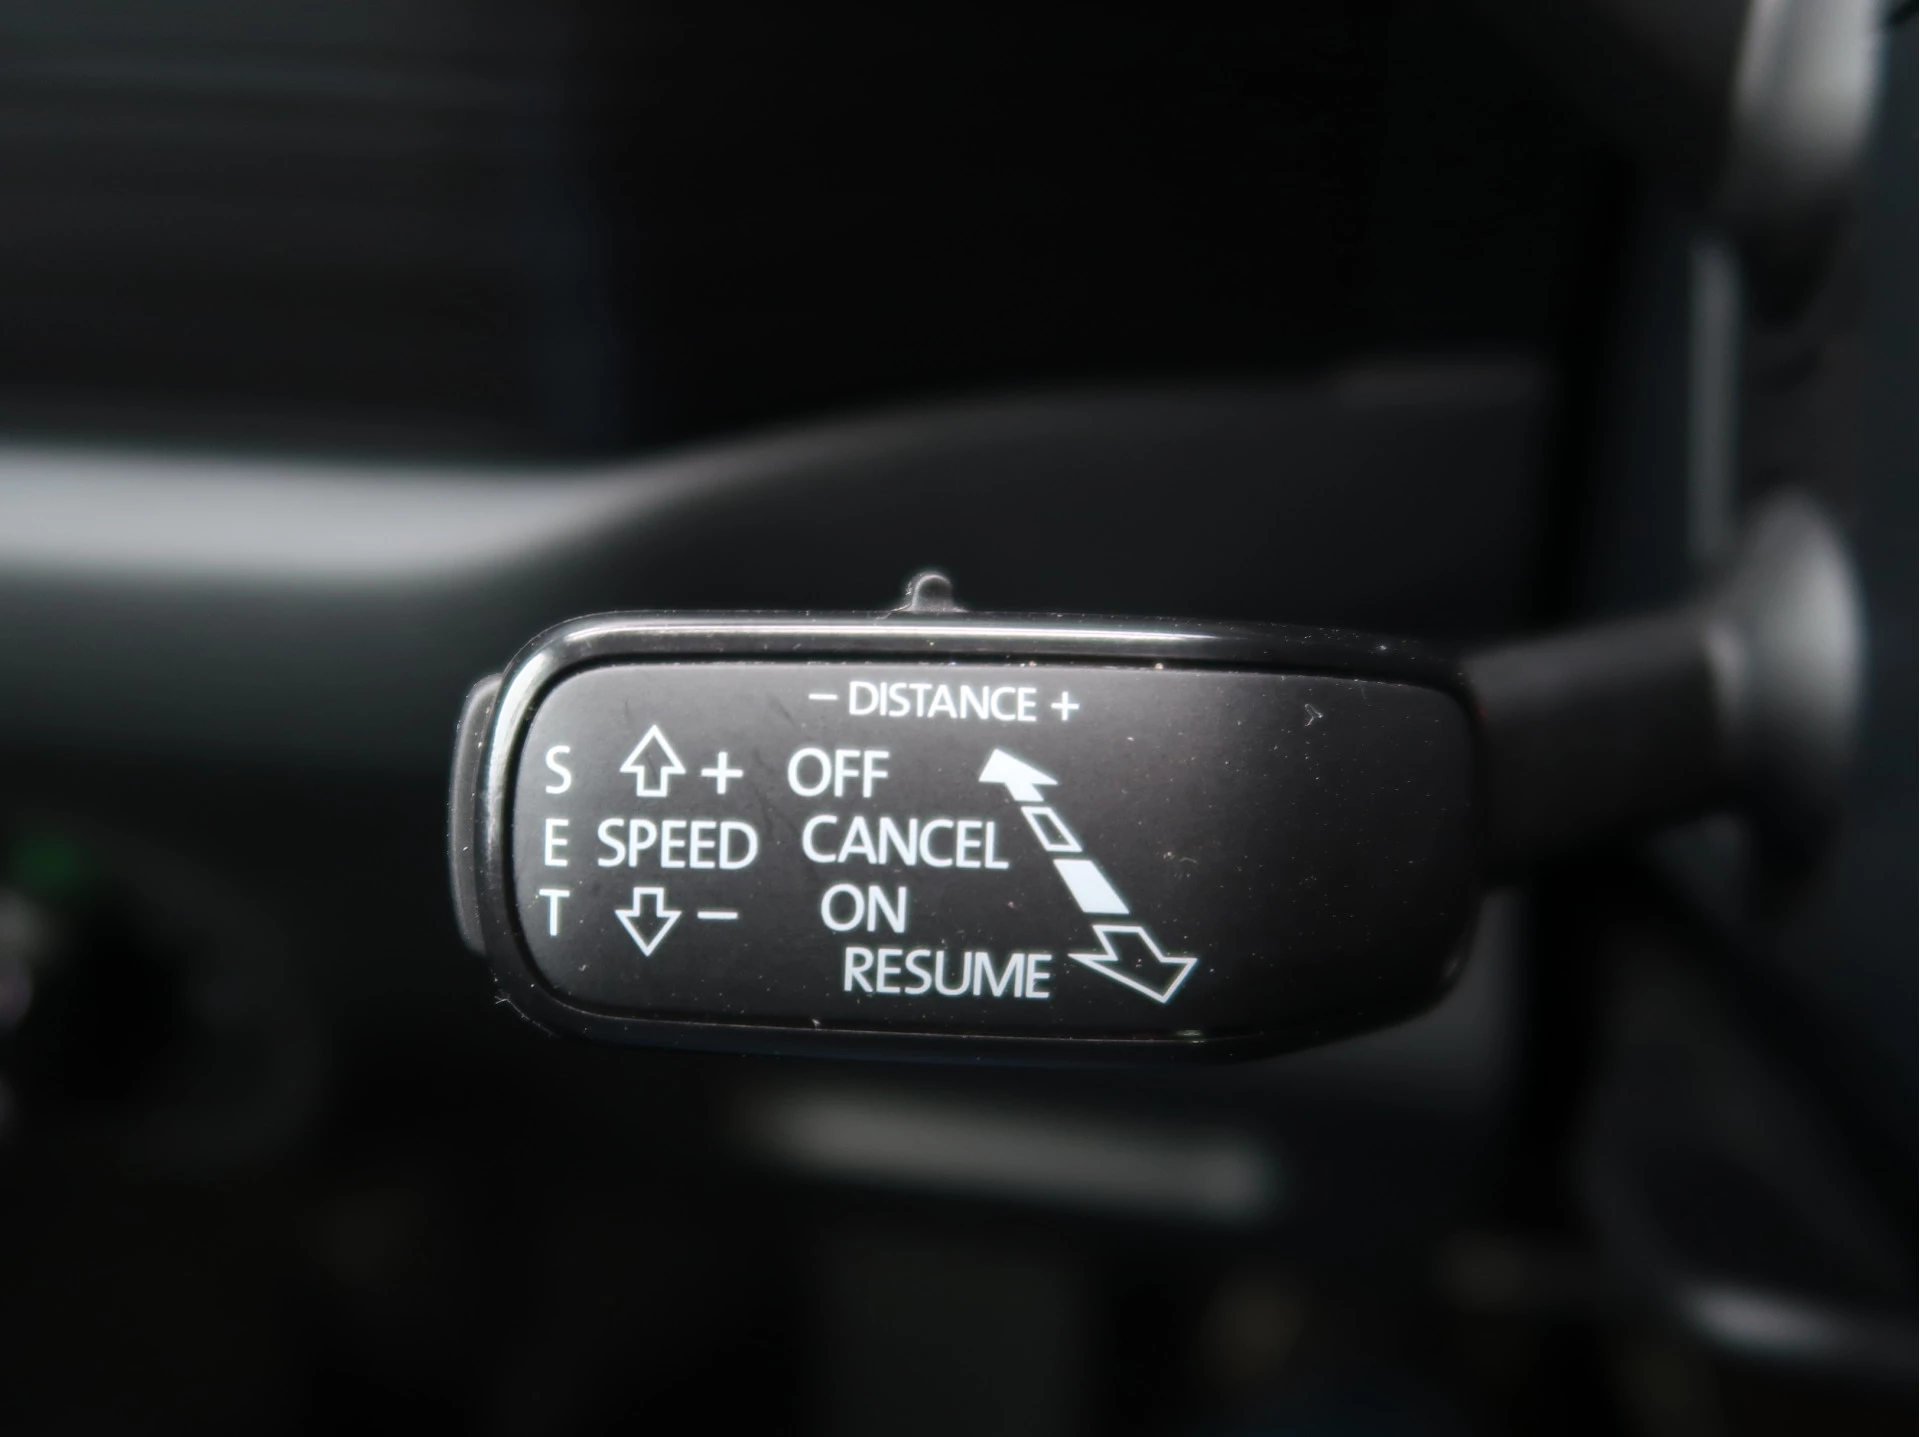 − DISTANCE +
S + OFF
E SPEED CANCEL
T − ON
RESUME